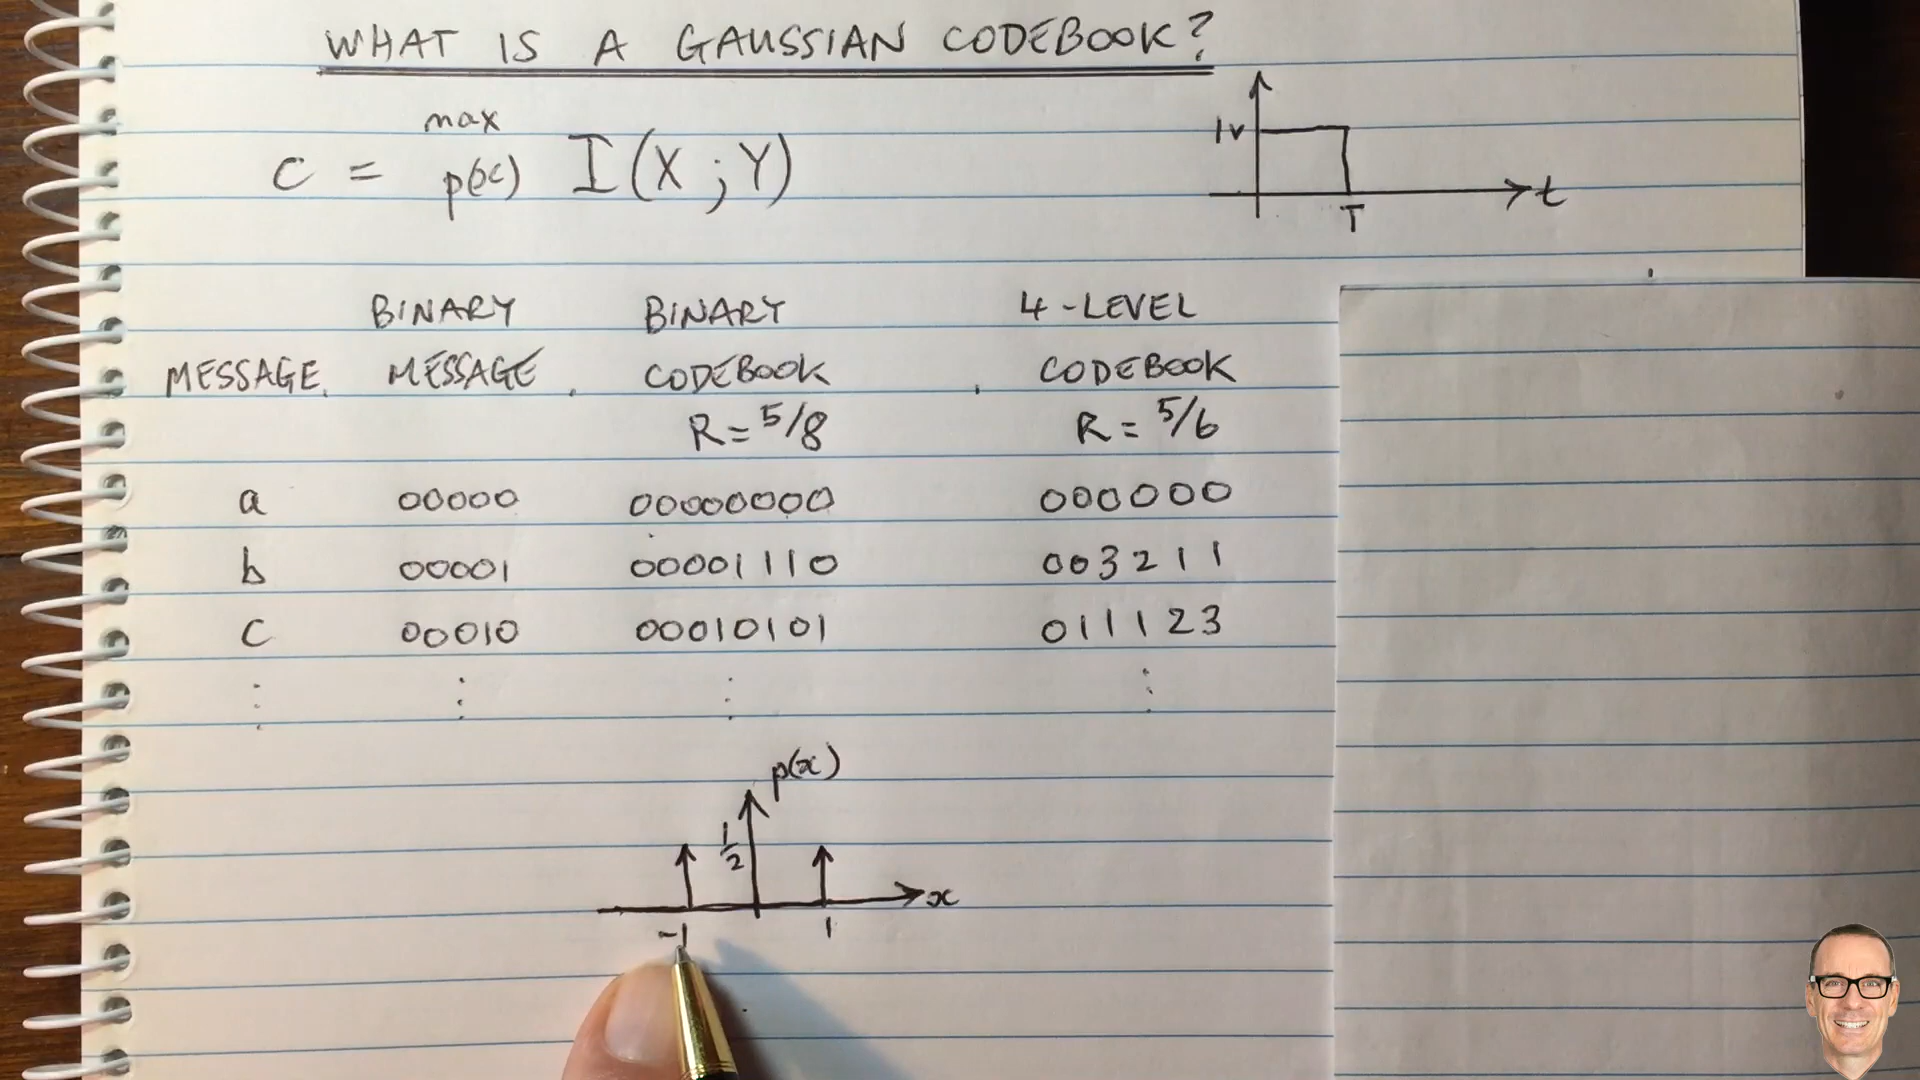 WHAT IS A GAUSSIAN CODEBOOK?
max
C = p(x) I(X;Y)
1v
t
T
BINARY BINARY 4-LEVEL
MESSAGE MESSAGE CODEBOOK CODEBOOK
R = 5/8 R = 5/6
a 00000 00000000 000000
b 00001 00001110 003211
c 00010 00010101 011123
p(x)
1/2
x
-1 1